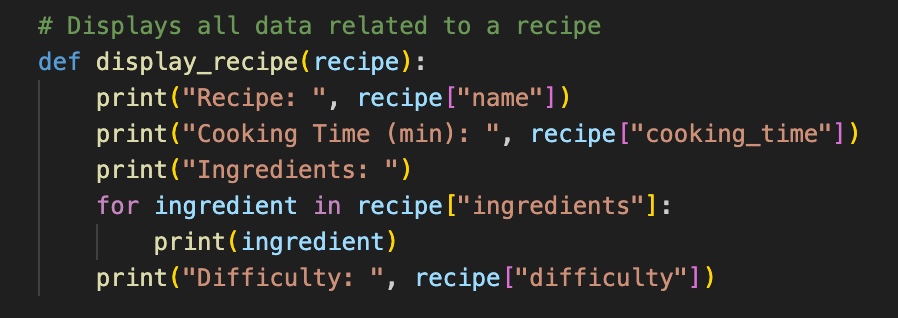 # Displays all data related to a recipe
def display_recipe(recipe):
    print("Recipe: ", recipe["name"])
    print("Cooking Time (min): ", recipe["cooking_time"])
    print("Ingredients: ")
    for ingredient in recipe["ingredients"]:
        print(ingredient)
    print("Difficulty: ", recipe["difficulty"])